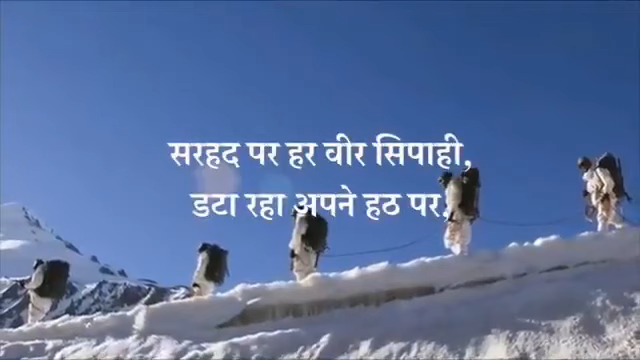 सरहद पर हर वीर सिपाही,
डटा रहा अपने हठ पर.